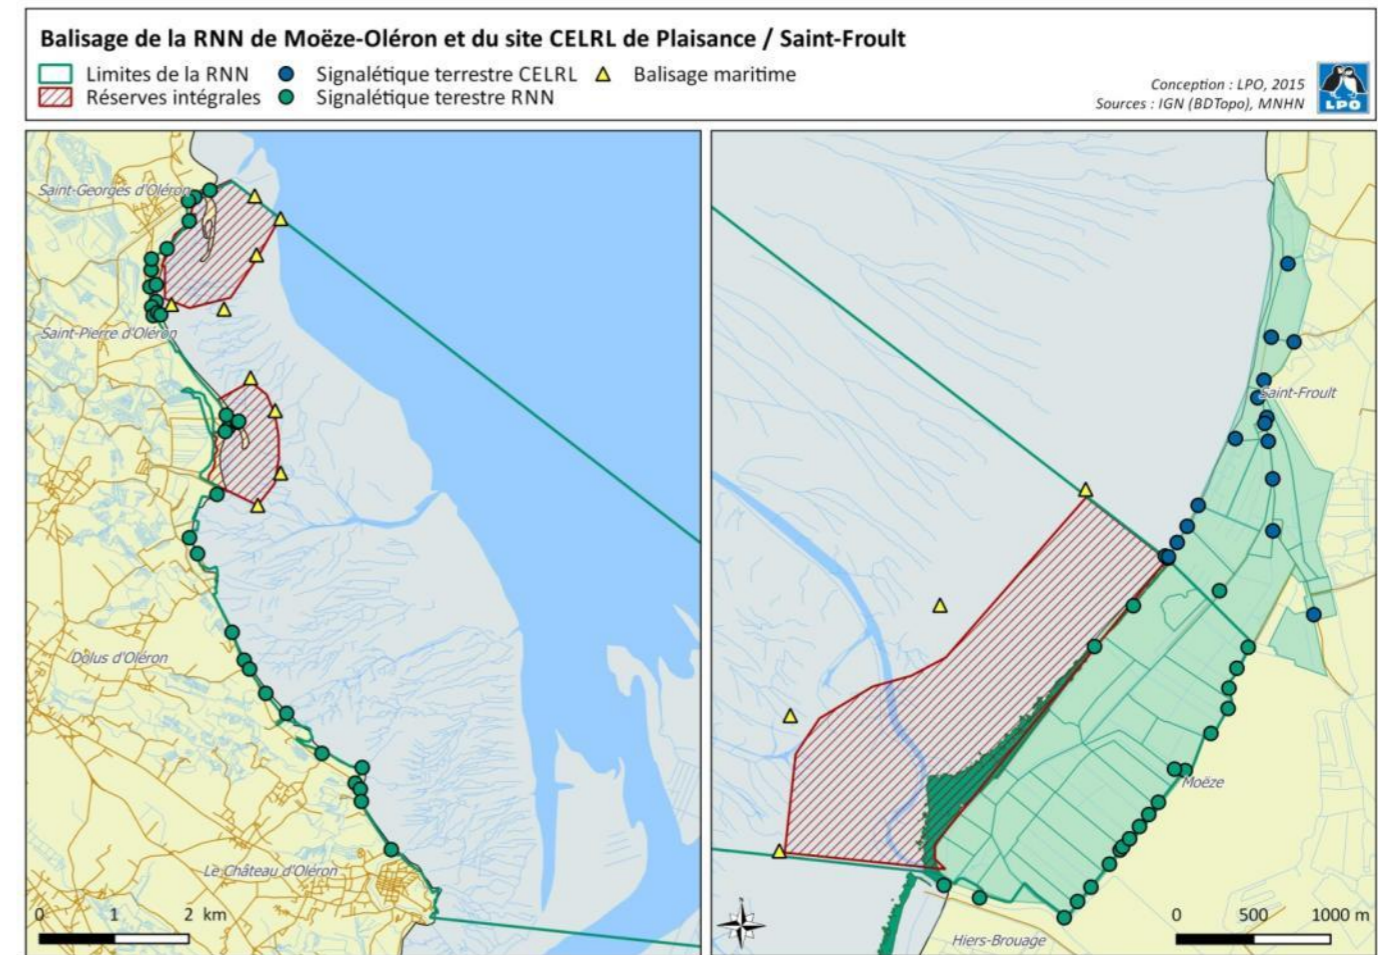 Balisage de la RNN de Moëze-Oléron et du site CELRL de Plaisance / Saint-Froult
Limites de la RNN Signalétique terrestre CELRL Balisage maritime
Réserves intégrales Signalétique terestre RNN
Conception : LPO, 2015
Sources : IGN (BDTopo), MNHN
LPO
Saint-Georges d'Oléron
Saint-Pierre d'Oléron
Dolus d'Oléron
Le Château d'Oléron
0 1 2 km
Saint-Froult
Moëze
Hiers-Brouage
0 500 1000 m